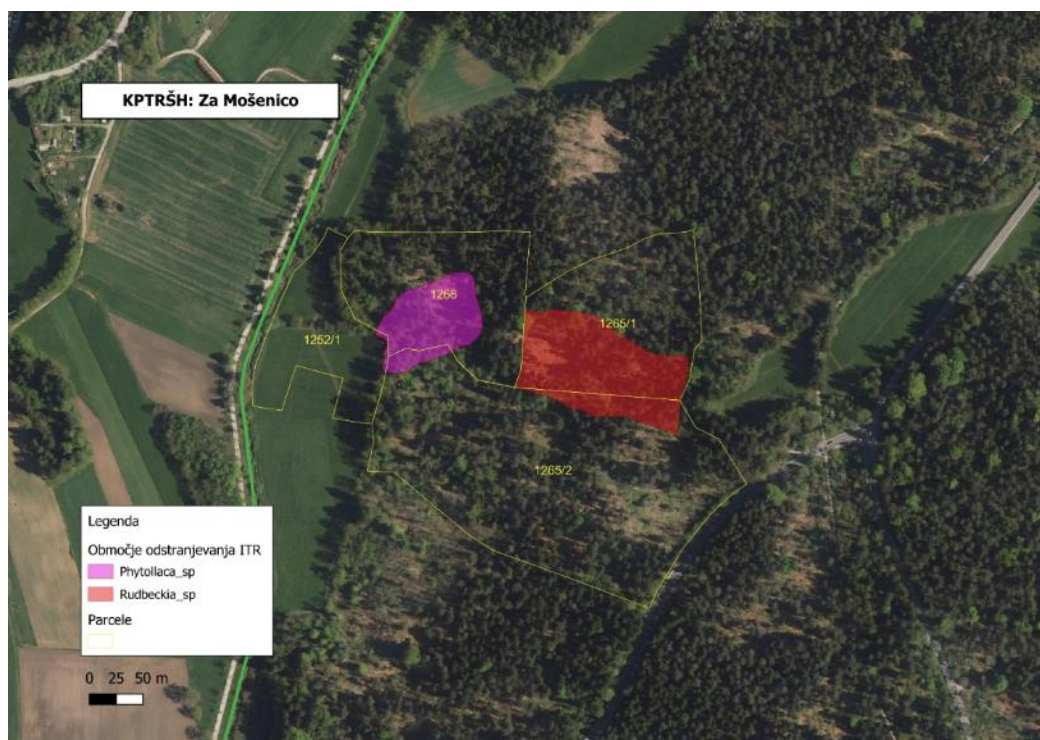 KPTRŠH: Za Mošenico
1266
1265/1
1252/1
1265/2
Legenda
Območje odstranjevanja ITR
Phytollaca_sp
Rudbeckia_sp
Parcele
0 25 50 m